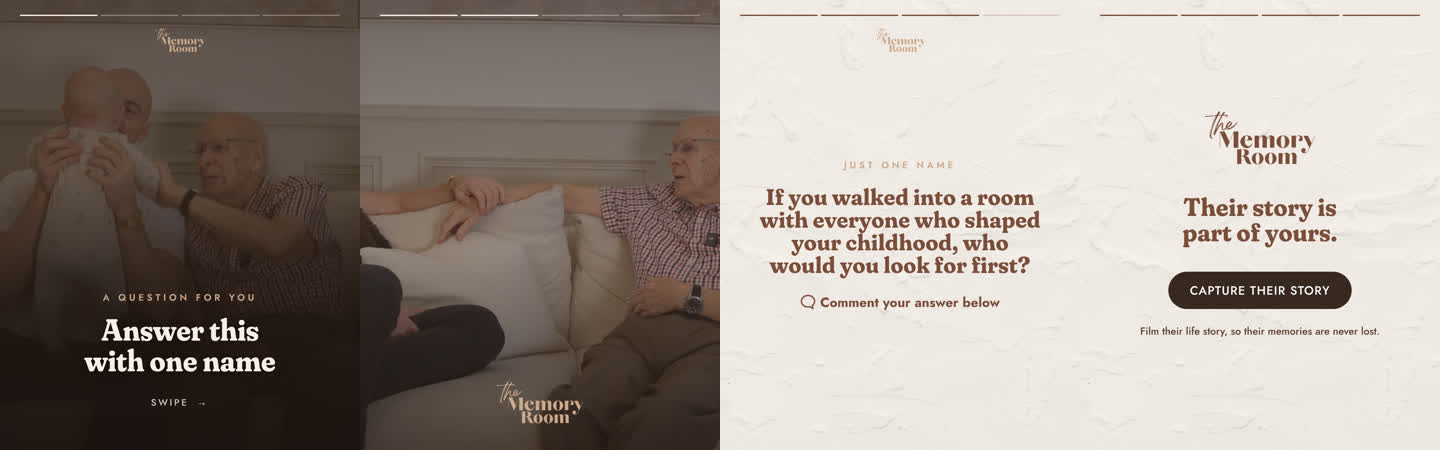 the
Memory
Room
A QUESTION FOR YOU
Answer this
with one name
SWIPE →
the
Memory
Room
the
Memory
Room
JUST ONE NAME
If you walked into a room
with everyone who shaped
your childhood, who
would you look for first?
Comment your answer below
the
Memory
Room
Their story is
part of yours.
CAPTURE THEIR STORY
Film their life story, so their memories are never lost.